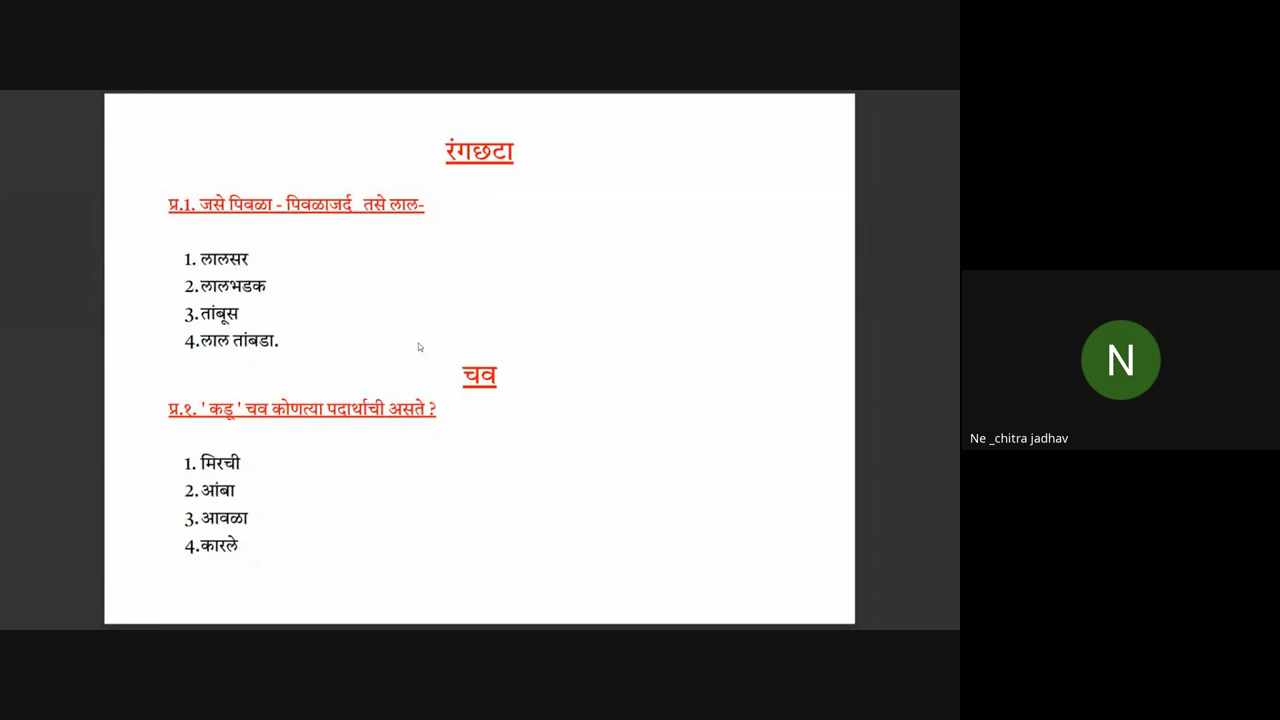 रंगछटा
प्र.1. जसे पिवळा - पिवळाजर्द तसे लाल-
1. लालसर
2. लालभडक
3. तांबूस
4. लाल तांबडा.
चव
प्र.१. ' कडू ' चव कोणत्या पदार्थाची असते ?
1. मिरची
2. आंबा
3. आवळा
4. कारले
N
Ne _chitra jadhav